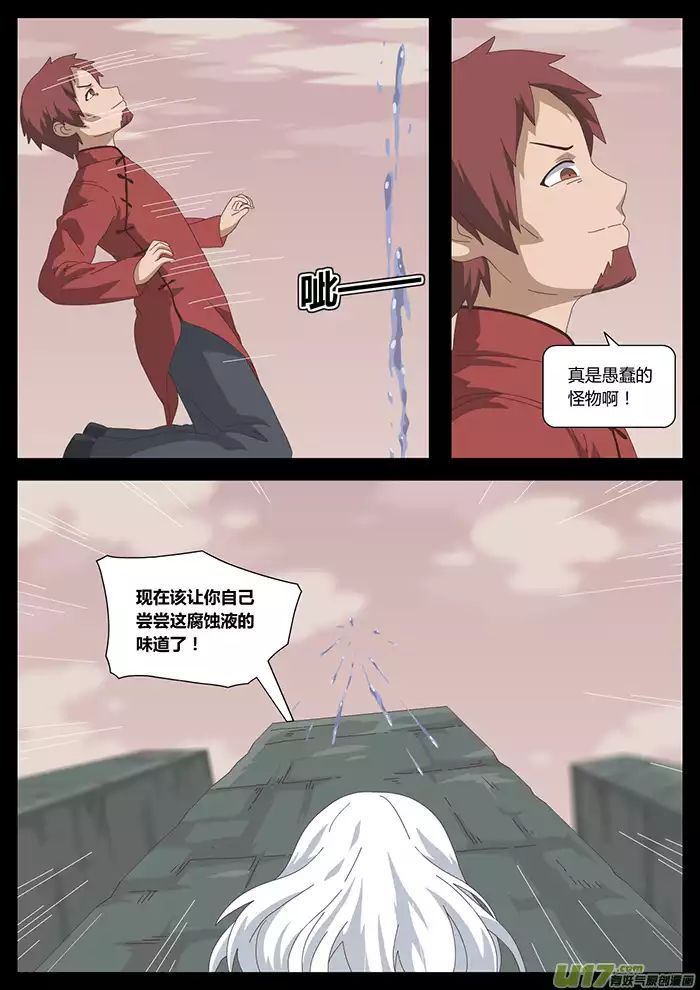 呲——
真是愚蠢的
怪物啊！
现在该让你自己
尝尝这腐蚀液的
味道了！
U17.com
有妖气原创漫画